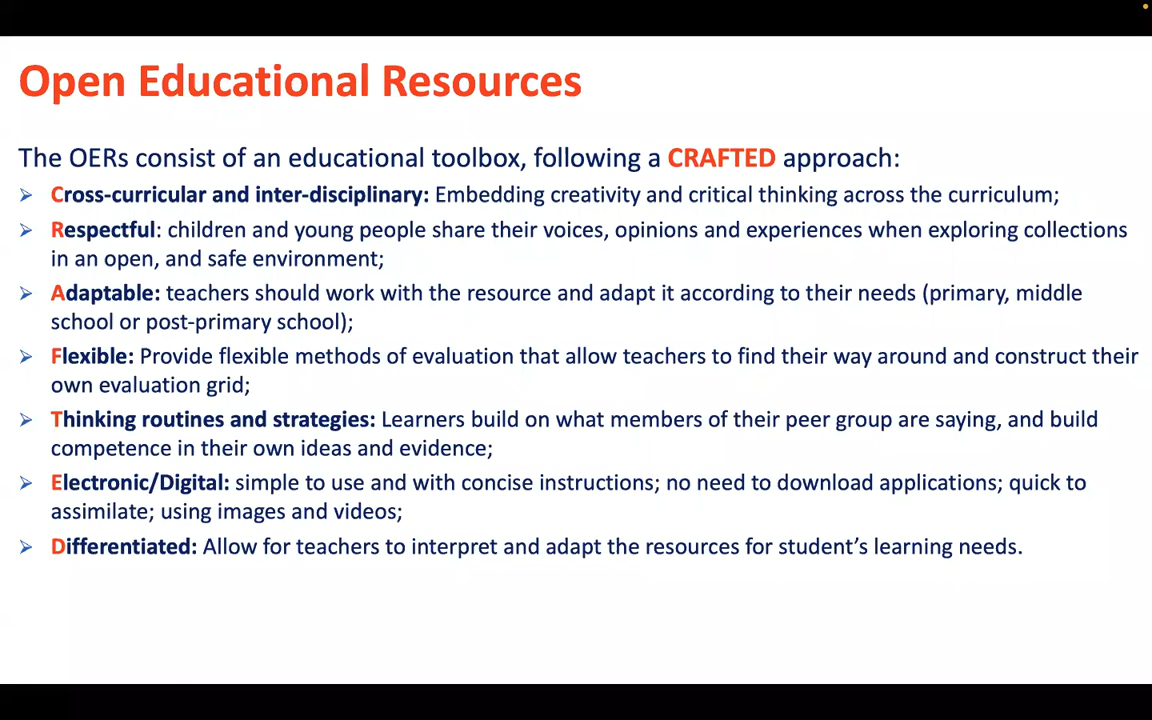 Open Educational Resources
The OERs consist of an educational toolbox, following a CRAFTED approach:
Cross-curricular and inter-disciplinary: Embedding creativity and critical thinking across the curriculum;
Respectful: children and young people share their voices, opinions and experiences when exploring collections
in an open, and safe environment;
Adaptable: teachers should work with the resource and adapt it according to their needs (primary, middle
school or post-primary school);
Flexible: Provide flexible methods of evaluation that allow teachers to find their way around and construct their
own evaluation grid;
Thinking routines and strategies: Learners build on what members of their peer group are saying, and build
competence in their own ideas and evidence;
Electronic/Digital: simple to use and with concise instructions; no need to download applications; quick to
assimilate; using images and videos;
Differentiated: Allow for teachers to interpret and adapt the resources for student’s learning needs.